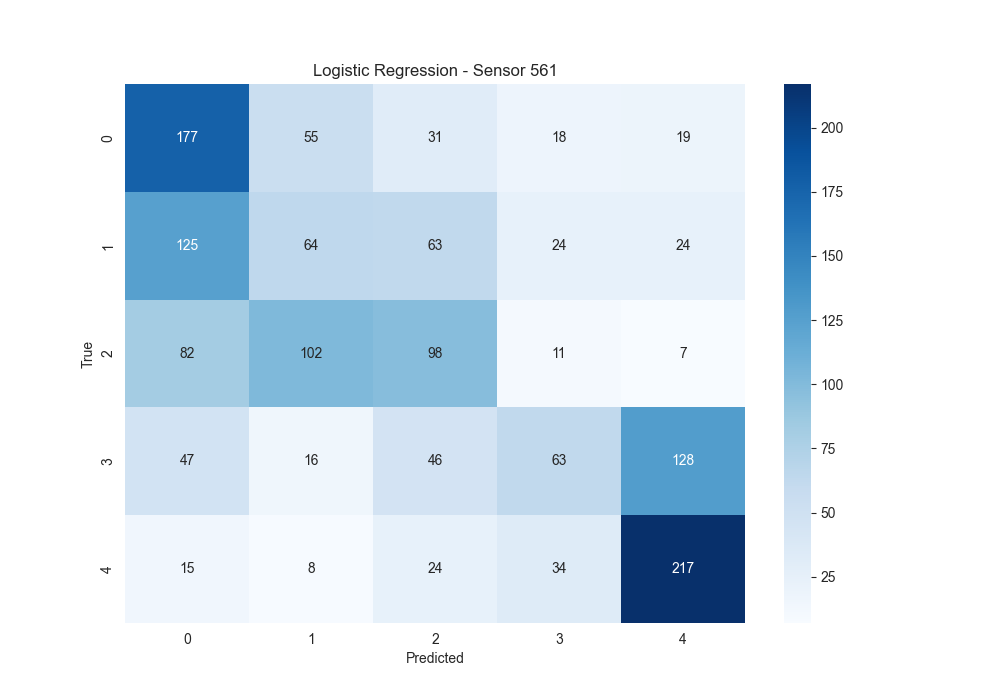 Logistic Regression - Sensor 561
0 177 55 31 18 19
1 125 64 63 24 24
2 82 102 98 11 7
3 47 16 46 63 128
4 15 8 24 34 217
True
0 1 2 3 4
Predicted
200
175
150
125
100
75
50
25